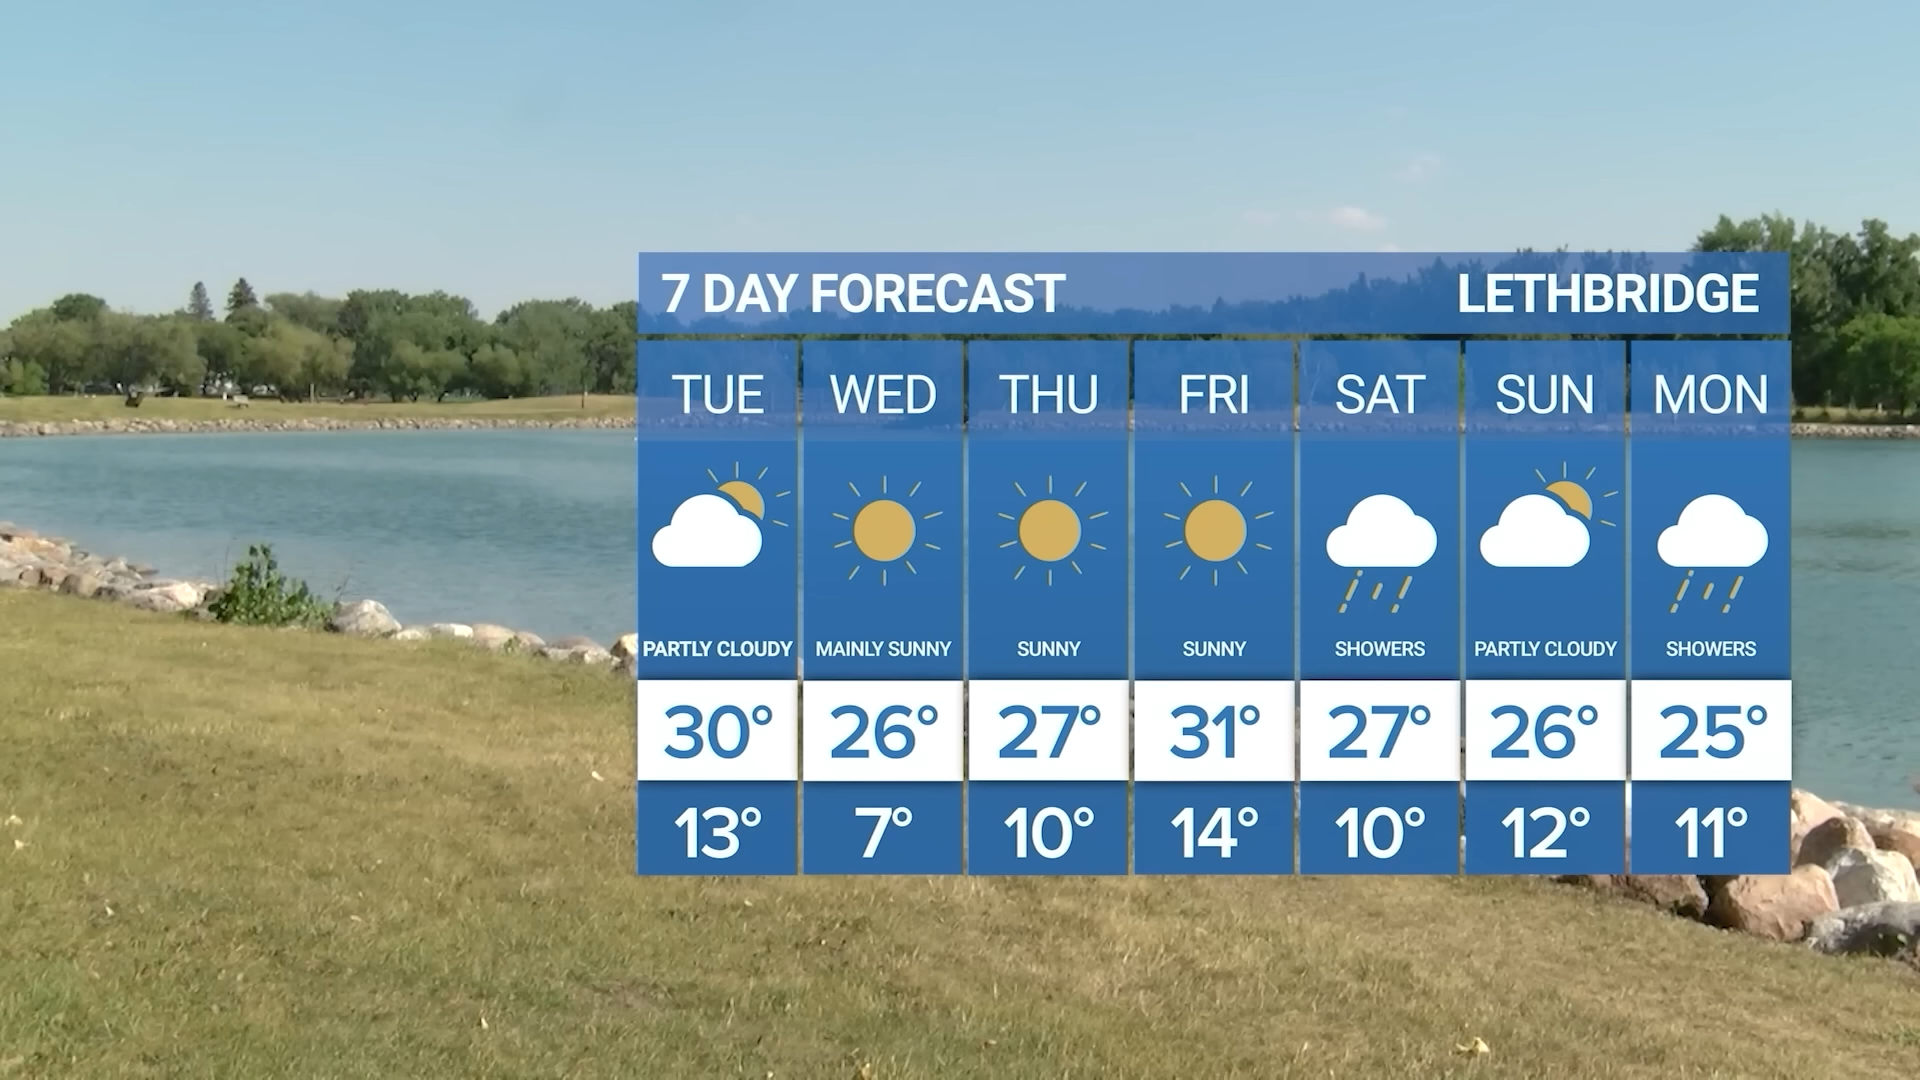 7 DAY FORECAST LETHBRIDGE
TUE WED THU FRI SAT SUN MON
PARTLY CLOUDY MAINLY SUNNY SUNNY SUNNY SHOWERS PARTLY CLOUDY SHOWERS
30° 26° 27° 31° 27° 26° 25°
13° 7° 10° 14° 10° 12° 11°